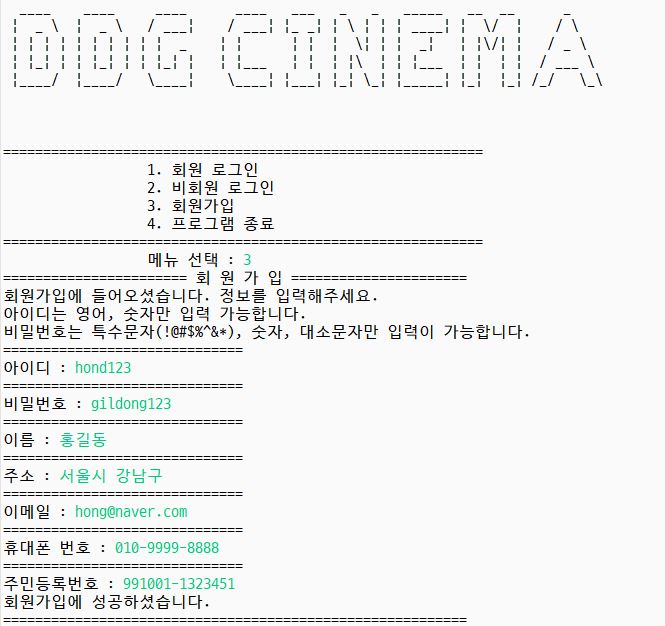 DDG CINEMA
============================================================
1. 회원 로그인
2. 비회원 로그인
3. 회원가입
4. 프로그램 종료
============================================================
메뉴 선택 : 3
======================= 회 원 가 입 ======================
회원가입에 들어오셨습니다. 정보를 입력해주세요.
아이디는 영어, 숫자만 입력 가능합니다.
비밀번호는 특수문자(!@#$%^&*), 숫자, 대소문자만 입력이 가능합니다.
==============================
아이디 : hond123
==============================
비밀번호 : gildong123
==============================
이름 : 홍길동
==============================
주소 : 서울시 강남구
==============================
이메일 : hong@naver.com
==============================
휴대폰 번호 : 010-9999-8888
==============================
주민등록번호 : 991001-1323451
회원가입에 성공하셨습니다.
==========================================================